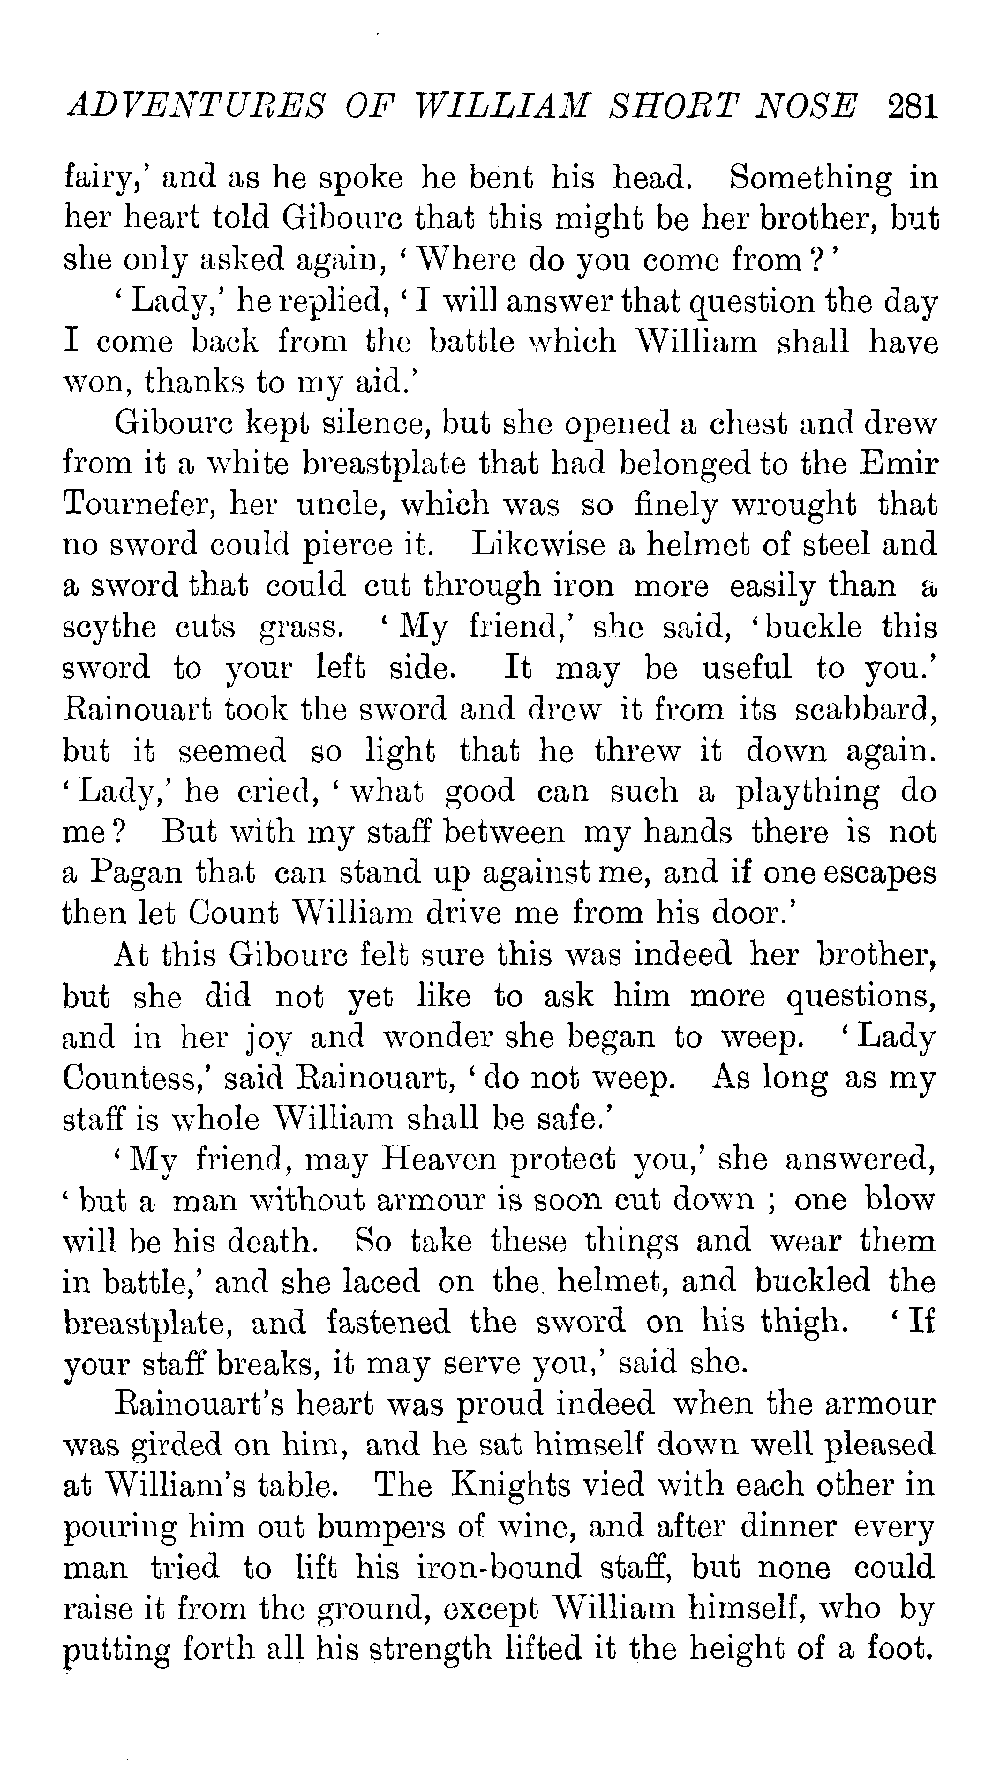 ADVENTURES OF WILLIAM SHORT NOSE 281
fairy,' and as he spoke he bent his head. Something in
her heart told Gibourc that this might be her brother, but
she only asked again, ‘ Where do you come from ? ’
‘ Lady,’ he replied, ‘ I will answer that question the day
I come back from the battle which William shall have
won, thanks to my aid.’
Gibourc kept silence, but she opened a chest and drew
from it a white breastplate that had belonged to the Emir
Tournefer, her uncle, which was so finely wrought that
no sword could pierce it. Likewise a helmet of steel and
a sword that could cut through iron more easily than a
scythe cuts grass. ‘ My friend,’ she said, ‘ buckle this
sword to your left side. It may be useful to you.’
Rainouart took the sword and drew it from its scabbard,
but it seemed so light that he threw it down again.
‘ Lady,’ he cried, ‘ what good can such a plaything do
me ? But with my staff between my hands there is not
a Pagan that can stand up against me, and if one escapes
then let Count William drive me from his door.’
At this Gibourc felt sure this was indeed her brother,
but she did not yet like to ask him more questions,
and in her joy and wonder she began to weep. ‘ Lady
Countess,’ said Rainouart, ‘ do not weep. As long as my
staff is whole William shall be safe.’
‘ My friend, may Heaven protect you,’ she answered,
‘ but a man without armour is soon cut down ; one blow
will be his death. So take these things and wear them
in battle,’ and she laced on the helmet, and buckled the
breastplate, and fastened the sword on his thigh. ‘ If
your staff breaks, it may serve you,’ said she.
Rainouart’s heart was proud indeed when the armour
was girded on him, and he sat himself down well pleased
at William’s table. The Knights vied with each other in
pouring him out bumpers of wine, and after dinner every
man tried to lift his iron-bound staff, but none could
raise it from the ground, except William himself, who by
putting forth all his strength lifted it the height of a foot.